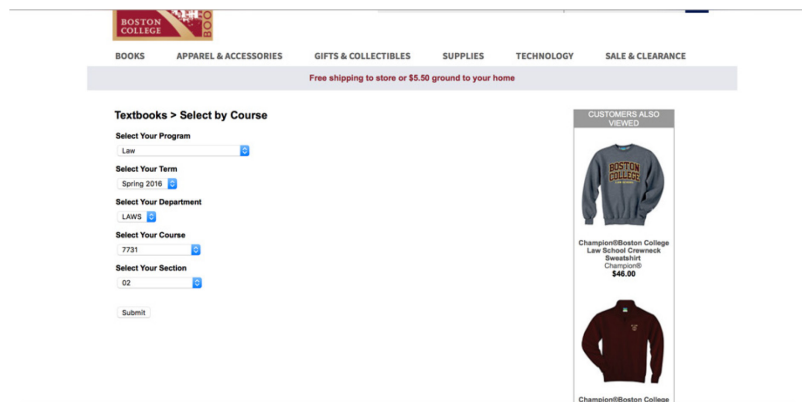 BOSTON
COLLEGE
BOO
BOOKS APPAREL & ACCESSORIES GIFTS & COLLECTIBLES SUPPLIES TECHNOLOGY SALE & CLEARANCE
Free shipping to store or $5.50 ground to your home
Textbooks > Select by Course
Select Your Program
Law
Select Your Term
Spring 2016
Select Your Department
LAWS
Select Your Course
7731
Select Your Section
02
Submit
CUSTOMERS ALSO
VIEWED
BOSTON
COLLEGE
LAW SCHOOL
Champion®Boston College
Law School Crewneck
Sweatshirt
Champion®
$46.00
Champion®Boston College